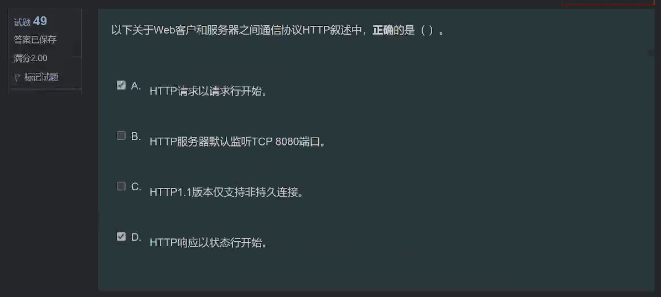 试题 49
答案已保存
满分2.00
标记试题
以下关于Web客户和服务器之间通信协议HTTP叙述中，正确的是（ ）。
A. HTTP请求以请求行开始。
B. HTTP服务器默认监听TCP 8080端口。
C. HTTP1.1版本仅支持非持久连接。
D. HTTP响应以状态行开始。